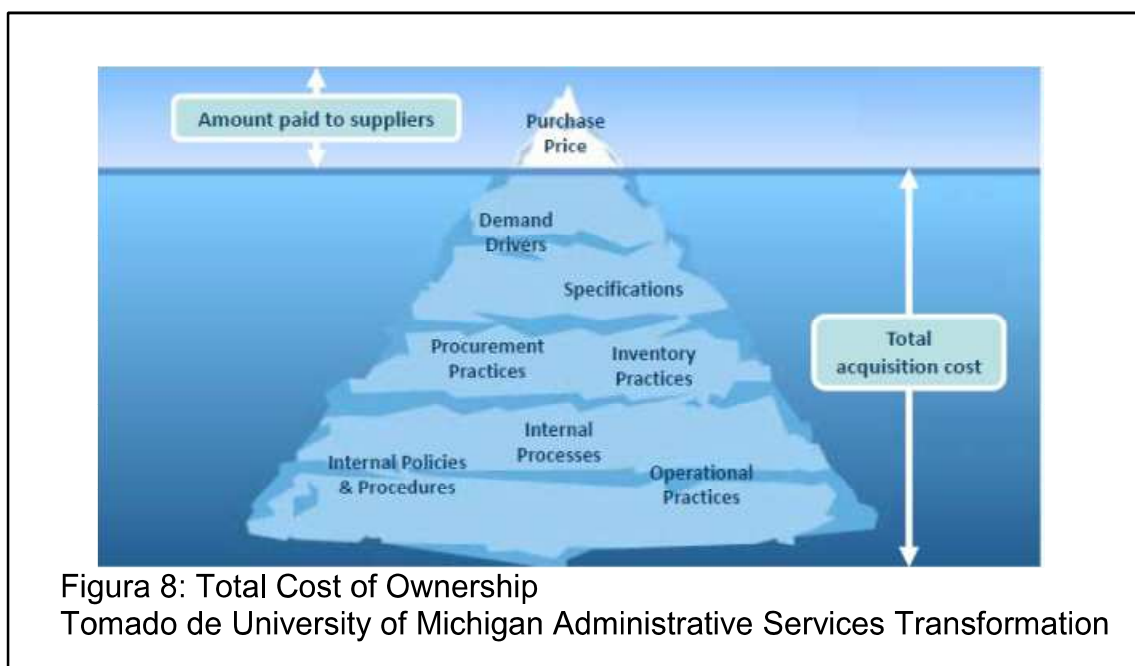 Amount paid to suppliers
Purchase
Price
Demand
Drivers
Specifications
Procurement
Practices
Inventory
Practices
Total
acquisition cost
Internal
Processes
Internal Policies
& Procedures
Operational
Practices
Figura 8: Total Cost of Ownership
Tomado de University of Michigan Administrative Services Transformation